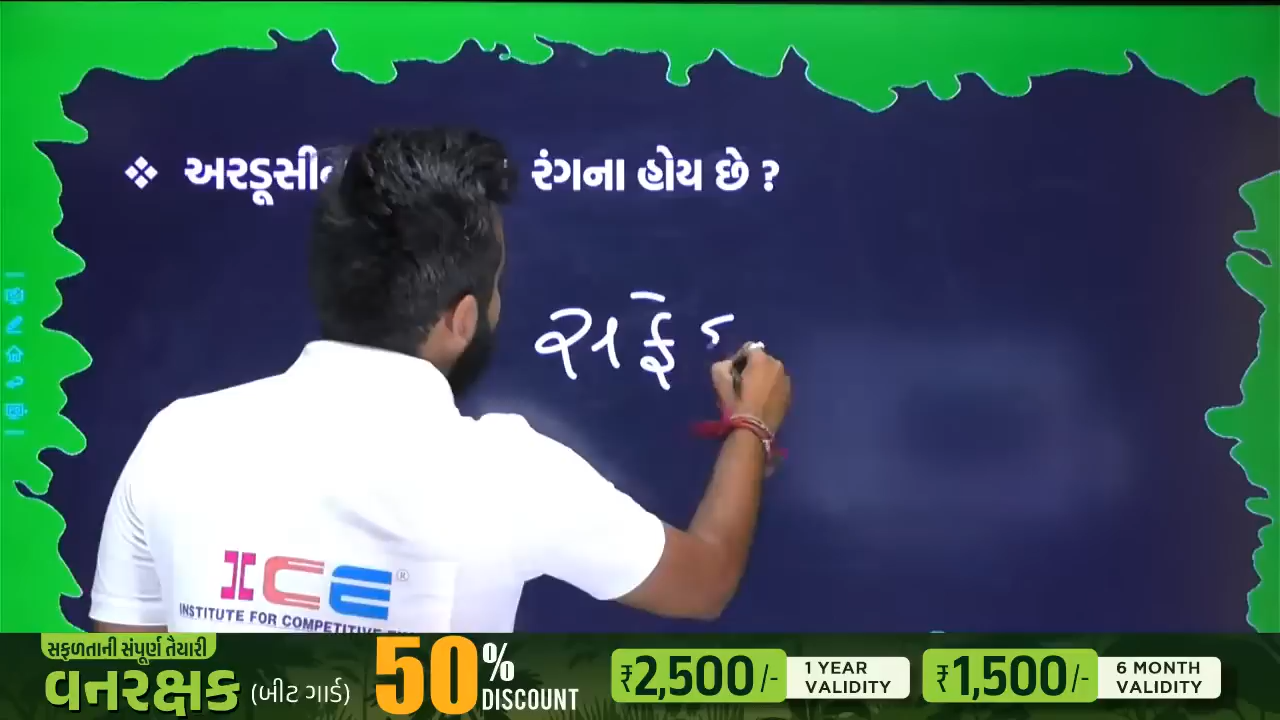 ❖ અરડૂસીના રંગના હોય છે ?
સફેદ
ICE®
INSTITUTE FOR COMPETITIVE
સફળતાની સંપૂર્ણ તૈયારી
વનરક્ષક (બીટ ગાર્ડ)
50% DISCOUNT
₹2,500/- 1 YEAR VALIDITY
₹1,500/- 6 MONTH VALIDITY